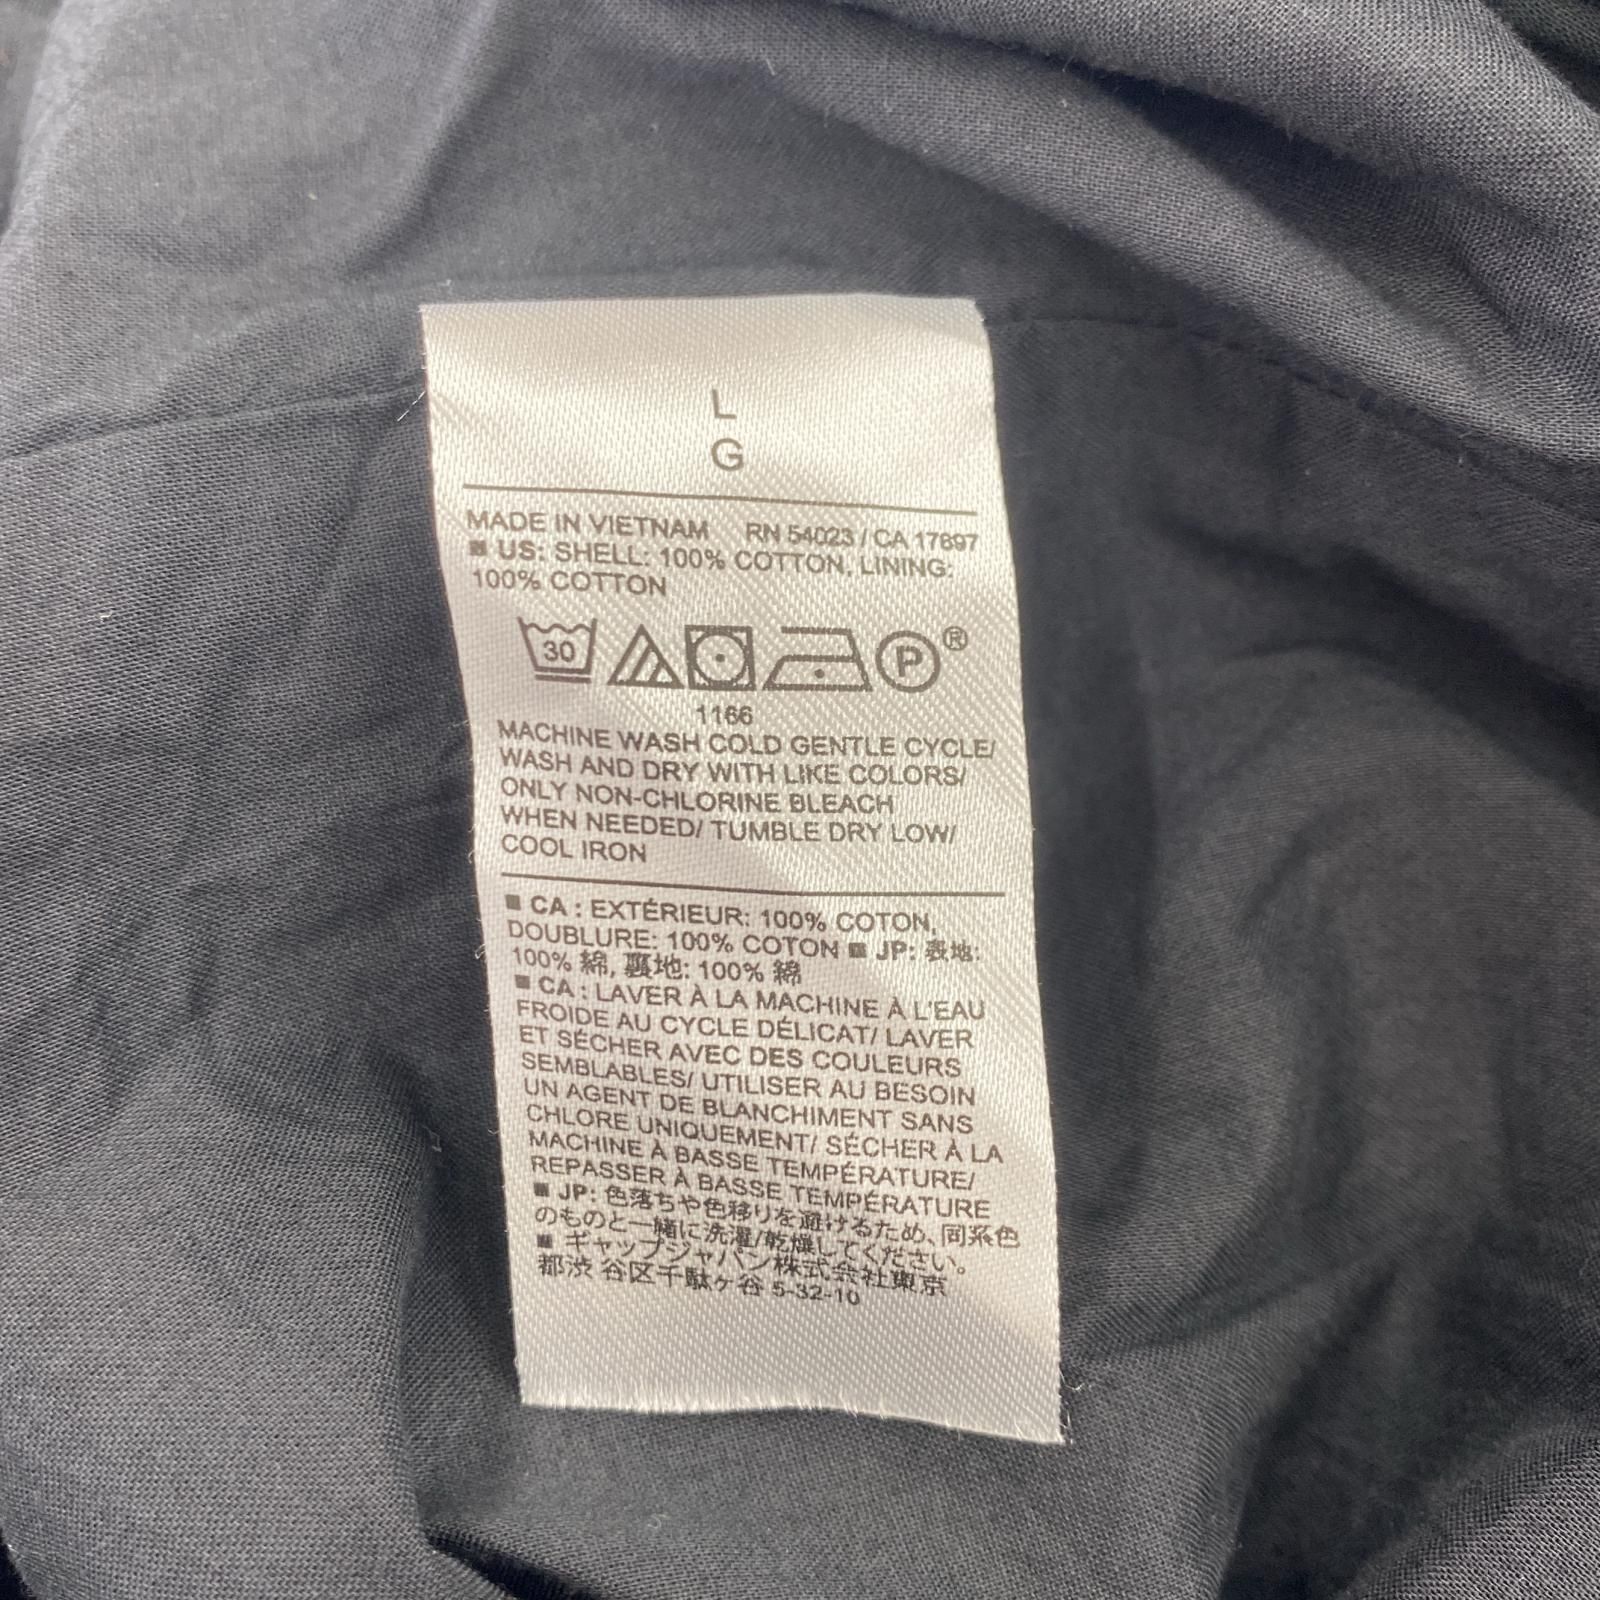 L
G
MADE IN VIETNAM RN 54023 / CA 17897
■ US: SHELL: 100% COTTON, LINING:
100% COTTON
30 P®
1166
MACHINE WASH COLD GENTLE CYCLE/
WASH AND DRY WITH LIKE COLORS/
ONLY NON-CHLORINE BLEACH
WHEN NEEDED/ TUMBLE DRY LOW/
COOL IRON
■ CA : EXTÉRIEUR: 100% COTON,
DOUBLURE: 100% COTON ■ JP: 表地:
100% 綿, 裏地: 100% 綿
■ CA : LAVER À LA MACHINE À L'EAU
FROIDE AU CYCLE DÉLICAT/ LAVER
ET SÉCHER AVEC DES COULEURS
SEMBLABLES/ UTILISER AU BESOIN
UN AGENT DE BLANCHIMENT SANS
CHLORE UNIQUEMENT/ SÉCHER À LA
MACHINE À BASSE TEMPÉRATURE/
REPASSER À BASSE TEMPÉRATURE
■ JP: 色落ちや色移りを避けるため、同系色
のものと一緒に洗濯/乾燥してください。
■ ギャップジャパン株式会社東京
都渋 谷区千駄ヶ谷 5-32-10